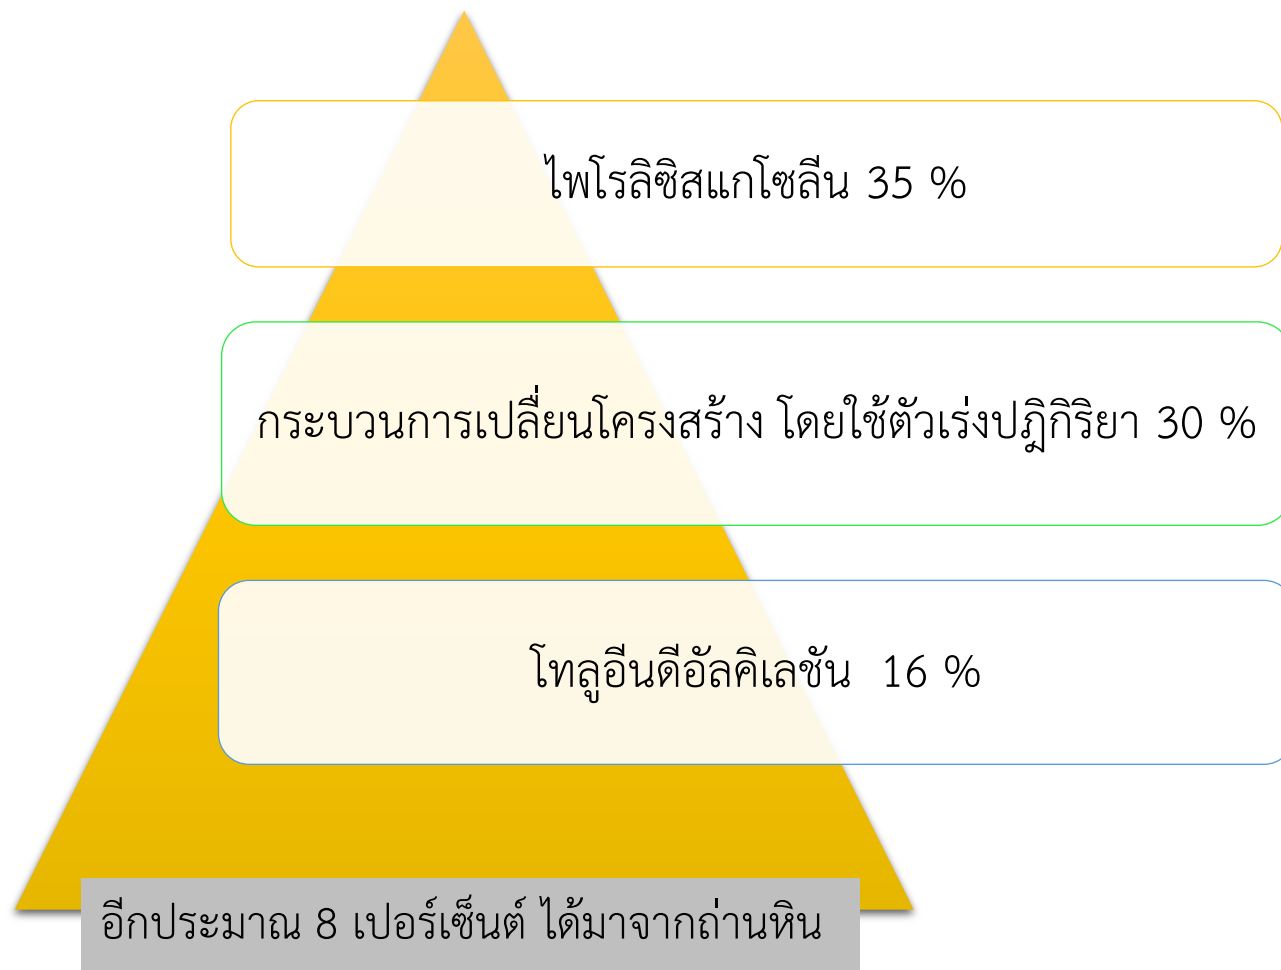 ไพโรลิซิสแกโซลีน 35 %
กระบวนการเปลี่ยนโครงสร้าง โดยใช้ตัวเร่งปฎิกิริยา 30 %
โทลูอีนดีอัลคิเลชัน 16 %
อีกประมาณ 8 เปอร์เซ็นต์ ได้มาจากถ่านหิน